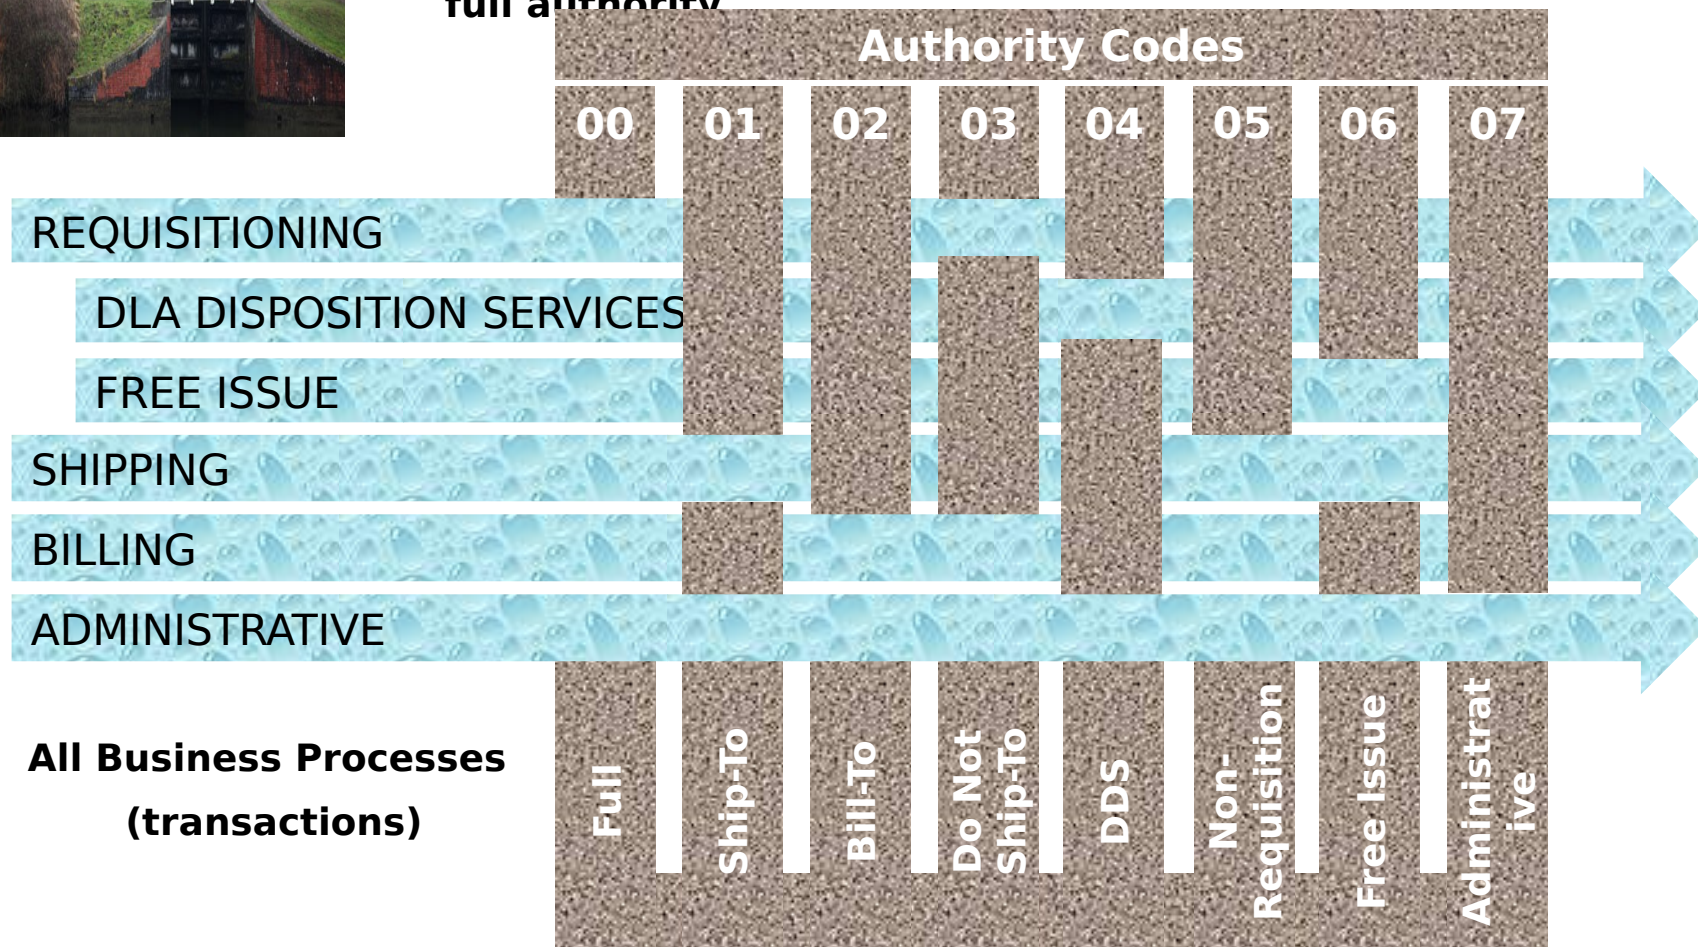 full authority
Authority Codes
00 01 02 03 04 05 06 07
REQUISITIONING
DLA DISPOSITION SERVICES
FREE ISSUE
SHIPPING
BILLING
ADMINISTRATIVE
All Business Processes
(transactions)
Full
Ship-To
Bill-To
Do Not
Ship-To
DDS
Non-
Requisition
Free Issue
Administrat
ive